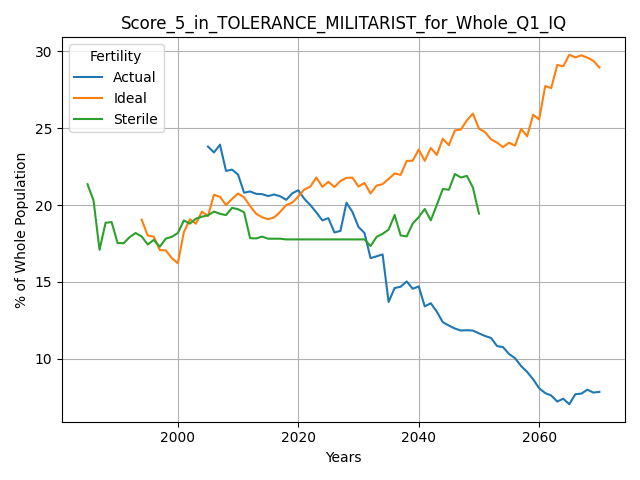 Score_5_in_TOLERANCE_MILITARIST_for_Whole_Q1_IQ
Fertility
Actual
Ideal
Sterile
% of Whole Population
30
25
20
15
10
2000
2020
2040
2060
Years